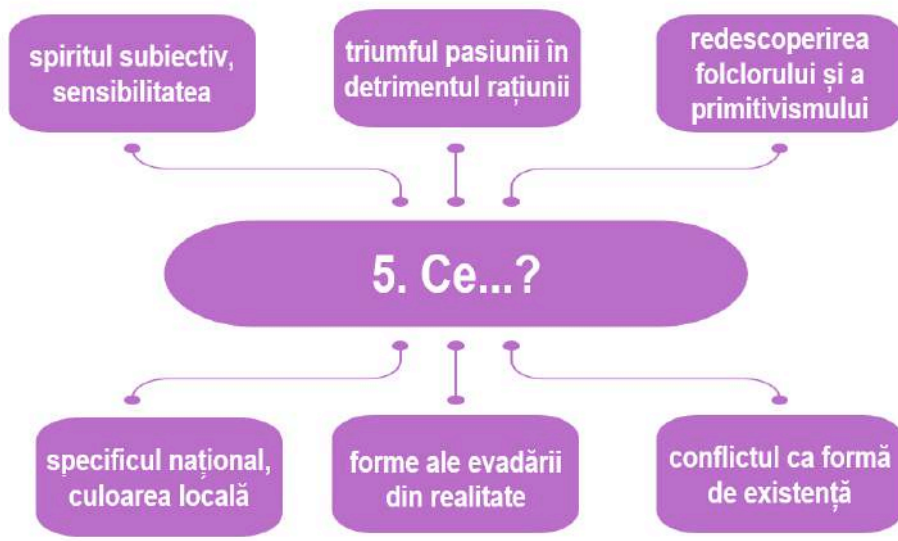 spiritul subiectiv,
sensibilitatea
triumful pasiunii în
detrimentul rațiunii
redescoperirea
folclorului și a
primitivismului
5. Ce...?
specificul național,
culoarea locală
forme ale evadării
din realitate
conflictul ca formă
de existență